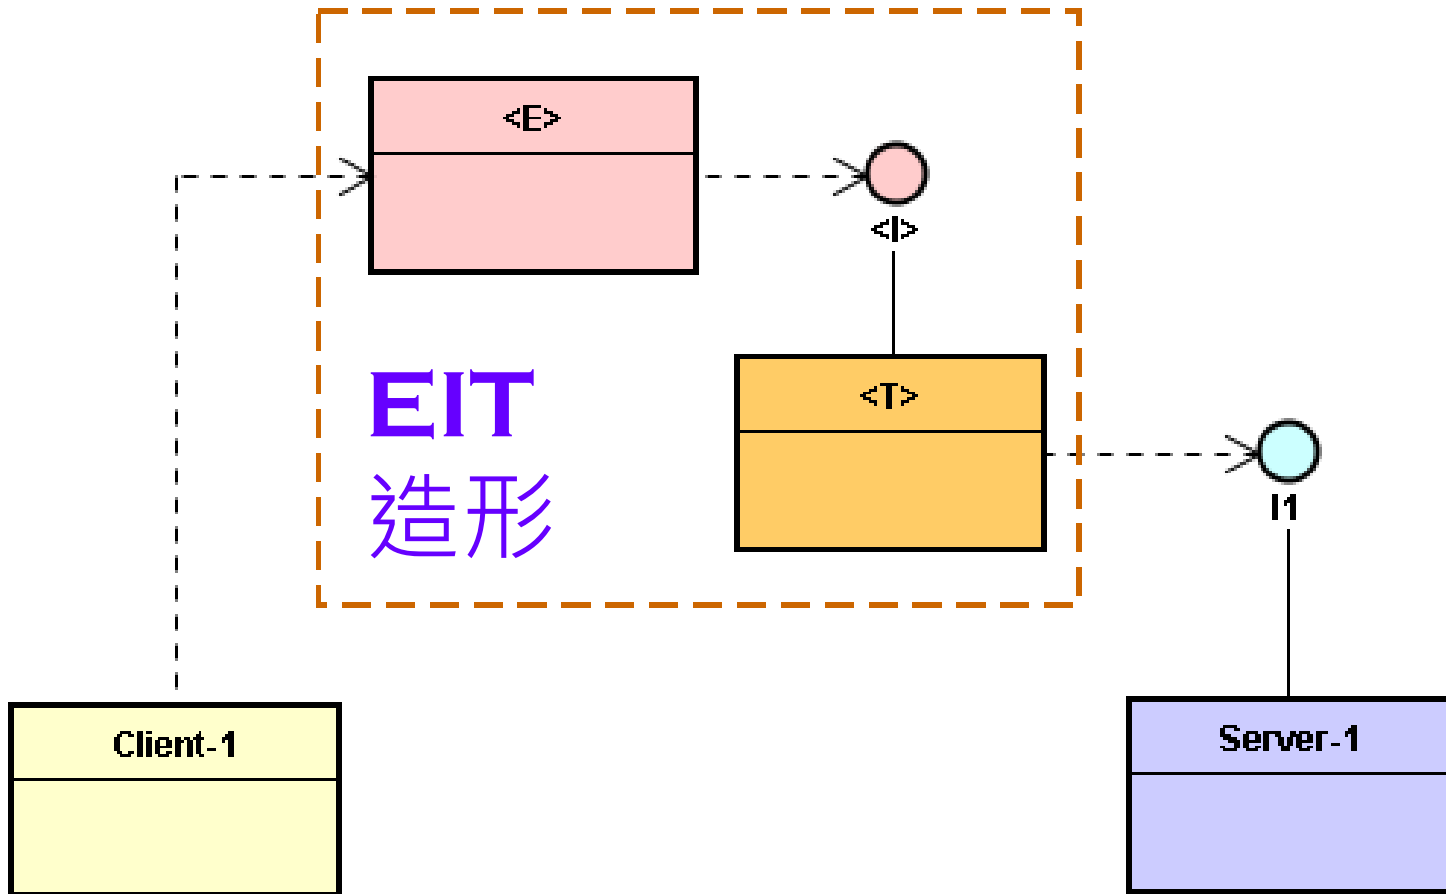 <E>
<I>
EIT
造形
<T>
I1
Client-1
Server-1